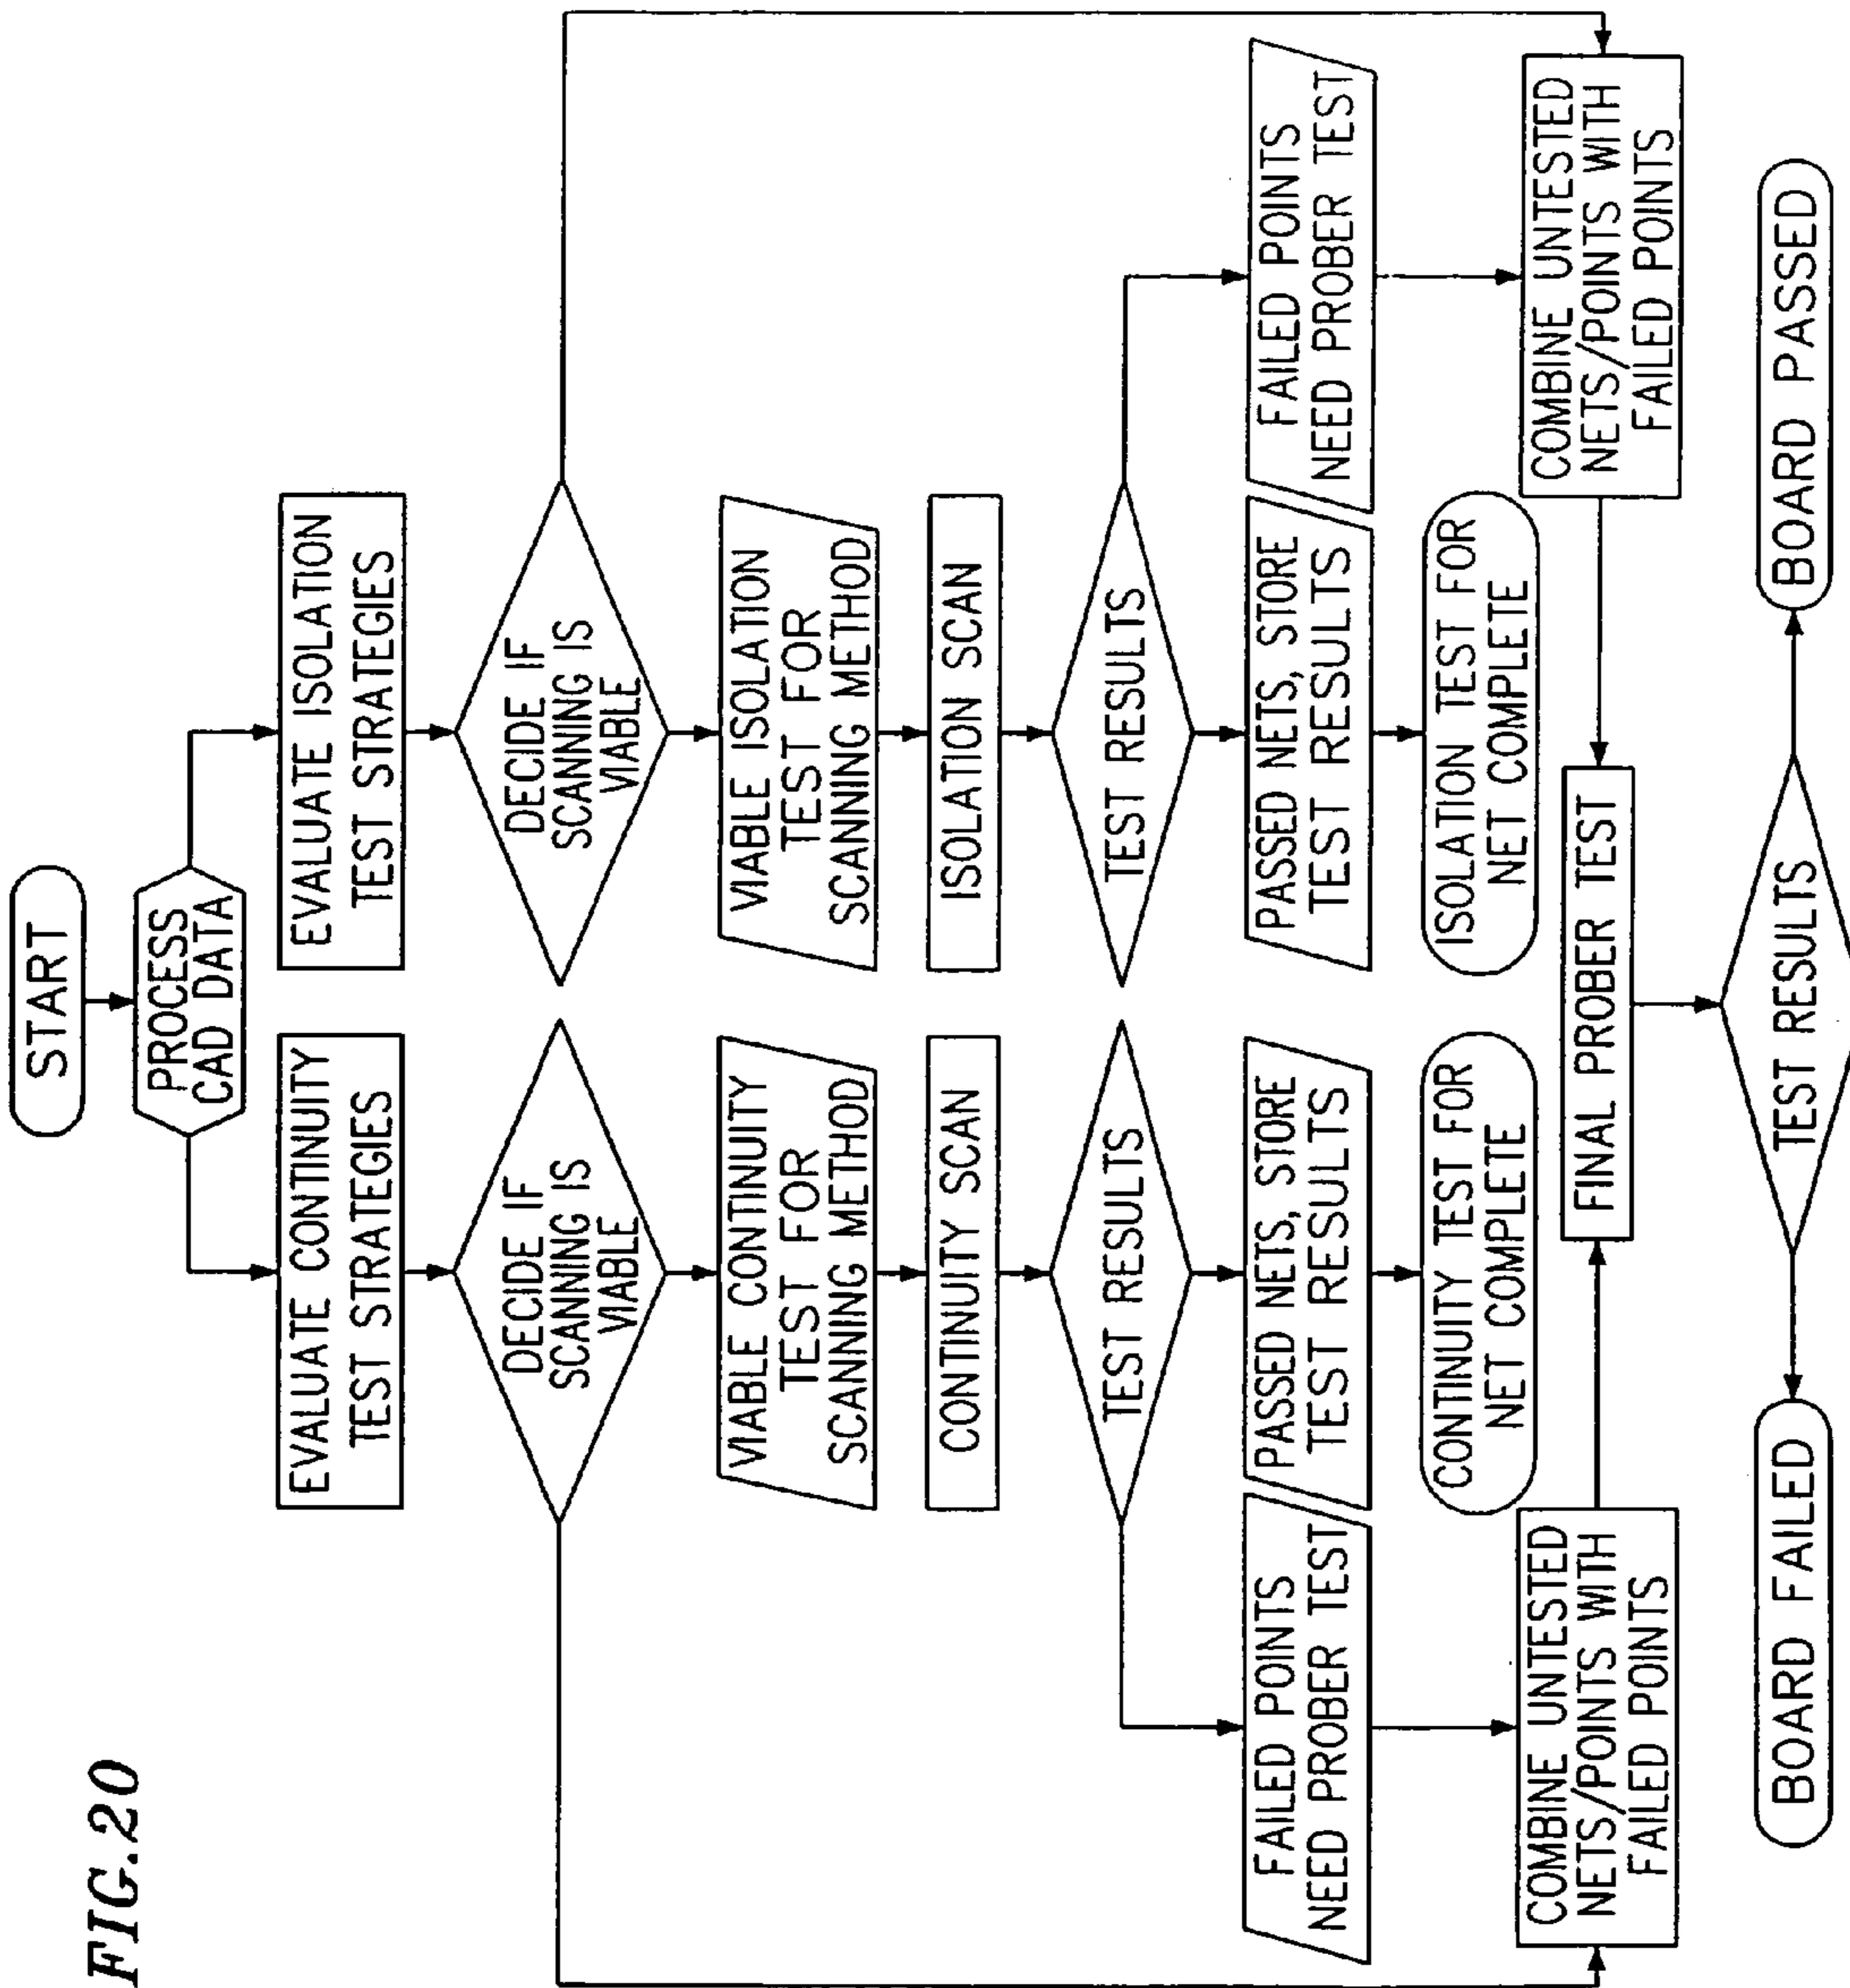 FIG.20
START
PROCESS
CAD DATA
EVALUATE CONTINUITY
TEST STRATEGIES
EVALUATE ISOLATION
TEST STRATEGIES
DECIDE IF
SCANNING IS
VIABLE
DECIDE IF
SCANNING IS
VIABLE
VIABLE CONTINUITY
TEST FOR
SCANNING METHOD
VIABLE ISOLATION
TEST FOR
SCANNING METHOD
CONTINUITY SCAN
ISOLATION SCAN
TEST RESULTS
TEST RESULTS
FAILED POINTS
NEED PROBER TEST
PASSED NETS, STORE
TEST RESULTS
PASSED NETS, STORE
TEST RESULTS
FAILED POINTS
NEED PROBER TEST
CONTINUITY TEST FOR
NET COMPLETE
ISOLATION TEST FOR
NET COMPLETE
COMBINE UNTESTED
NETS/POINTS WITH
FAILED POINTS
FINAL PROBER TEST
COMBINE UNTESTED
NETS/POINTS WITH
FAILED POINTS
TEST RESULTS
BOARD FAILED
BOARD PASSED